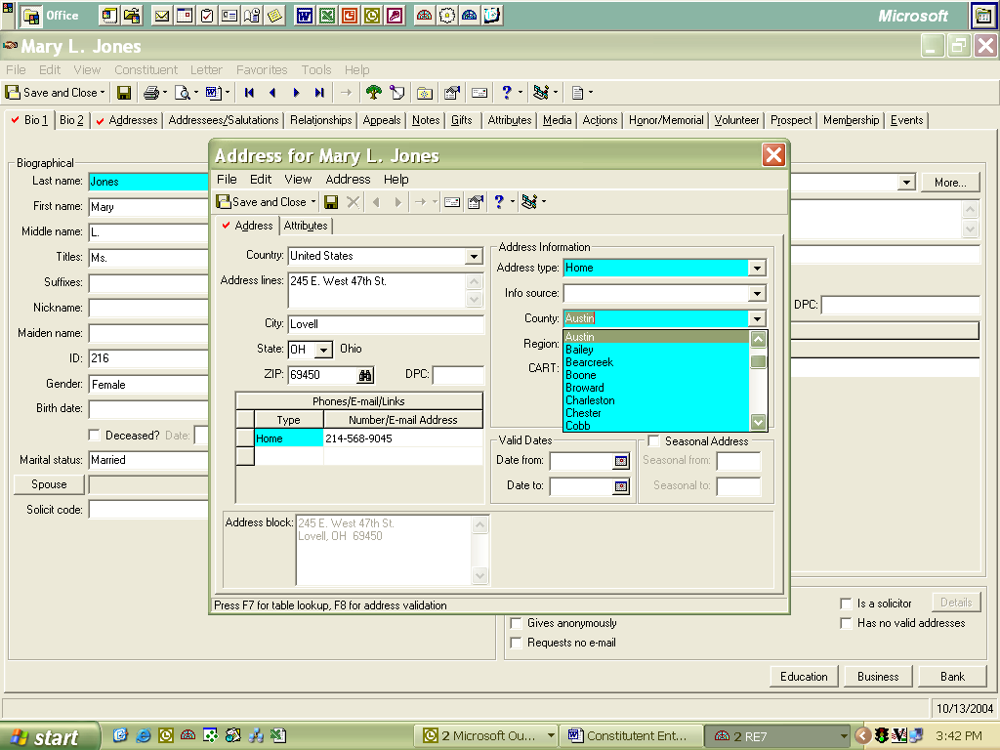 Office
Microsoft
Mary L. Jones
File Edit View Constituent Letter Favorites Tools Help
Save and Close
Bio 1 Bio 2 Addresses Addressees/Salutations Relationships Appeals Notes Gifts Attributes Media Actions Honor/Memorial Volunteer Prospect Membership Events
Biographical
Last name: Jones
First name: Mary
Middle name: L.
Titles: Ms.
Suffixes:
Nickname:
Maiden name:
ID: 216
Gender: Female
Birth date:
Deceased? Date:
Marital status: Married
Spouse
Solicit code:
More...
DPC:
Address for Mary L. Jones
File Edit View Address Help
Save and Close
Address Attributes
Country: United States
Address lines: 245 E. West 47th St.
City: Lovell
State: OH Ohio
ZIP: 69450 DPC:
Phones/E-mail/Links
Type Number/E-mail Address
Home 214-568-9045
Address Information
Address type: Home
Info source:
County: Austin
Region:
CART:
Austin
Bailey
Bearcreek
Boone
Broward
Charleston
Chester
Cobb
Valid Dates
Date from:
Date to:
Seasonal Address
Seasonal from:
Seasonal to:
Address block: 245 E. West 47th St.
Lovell, OH 69450
Press F7 for table lookup, F8 for address validation
Gives anonymously
Requests no e-mail
Is a solicitor Details
Has no valid addresses
Education Business Bank
10/13/2004
start
2 Microsoft Ou...
Constitutent Ent...
2 RE7
3:42 PM